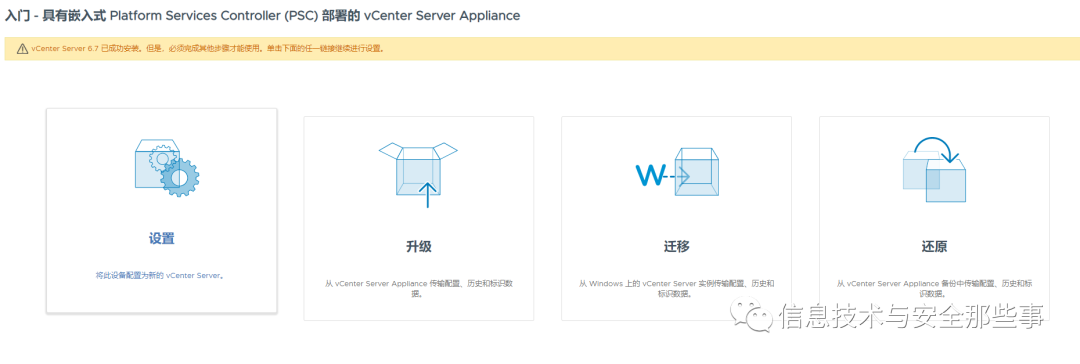 入门 - 具有嵌入式 Platform Services Controller (PSC) 部署的 vCenter Server Appliance
vCenter Server 6.7 已成功安装。但是，必须完成其他步骤才能使用。单击下面的任一链接继续进行设置。
设置
将此设备配置为新的 vCenter Server。
升级
从 vCenter Server Appliance 传输配置、历史和标识数
据。
W
迁移
从 Windows 上的 vCenter Server 实例传输配置、历史和
标识数据。
还原
从 vCenter Server Appliance 备份中传输配置、历史和标
识数据。
信息技术与安全那些事